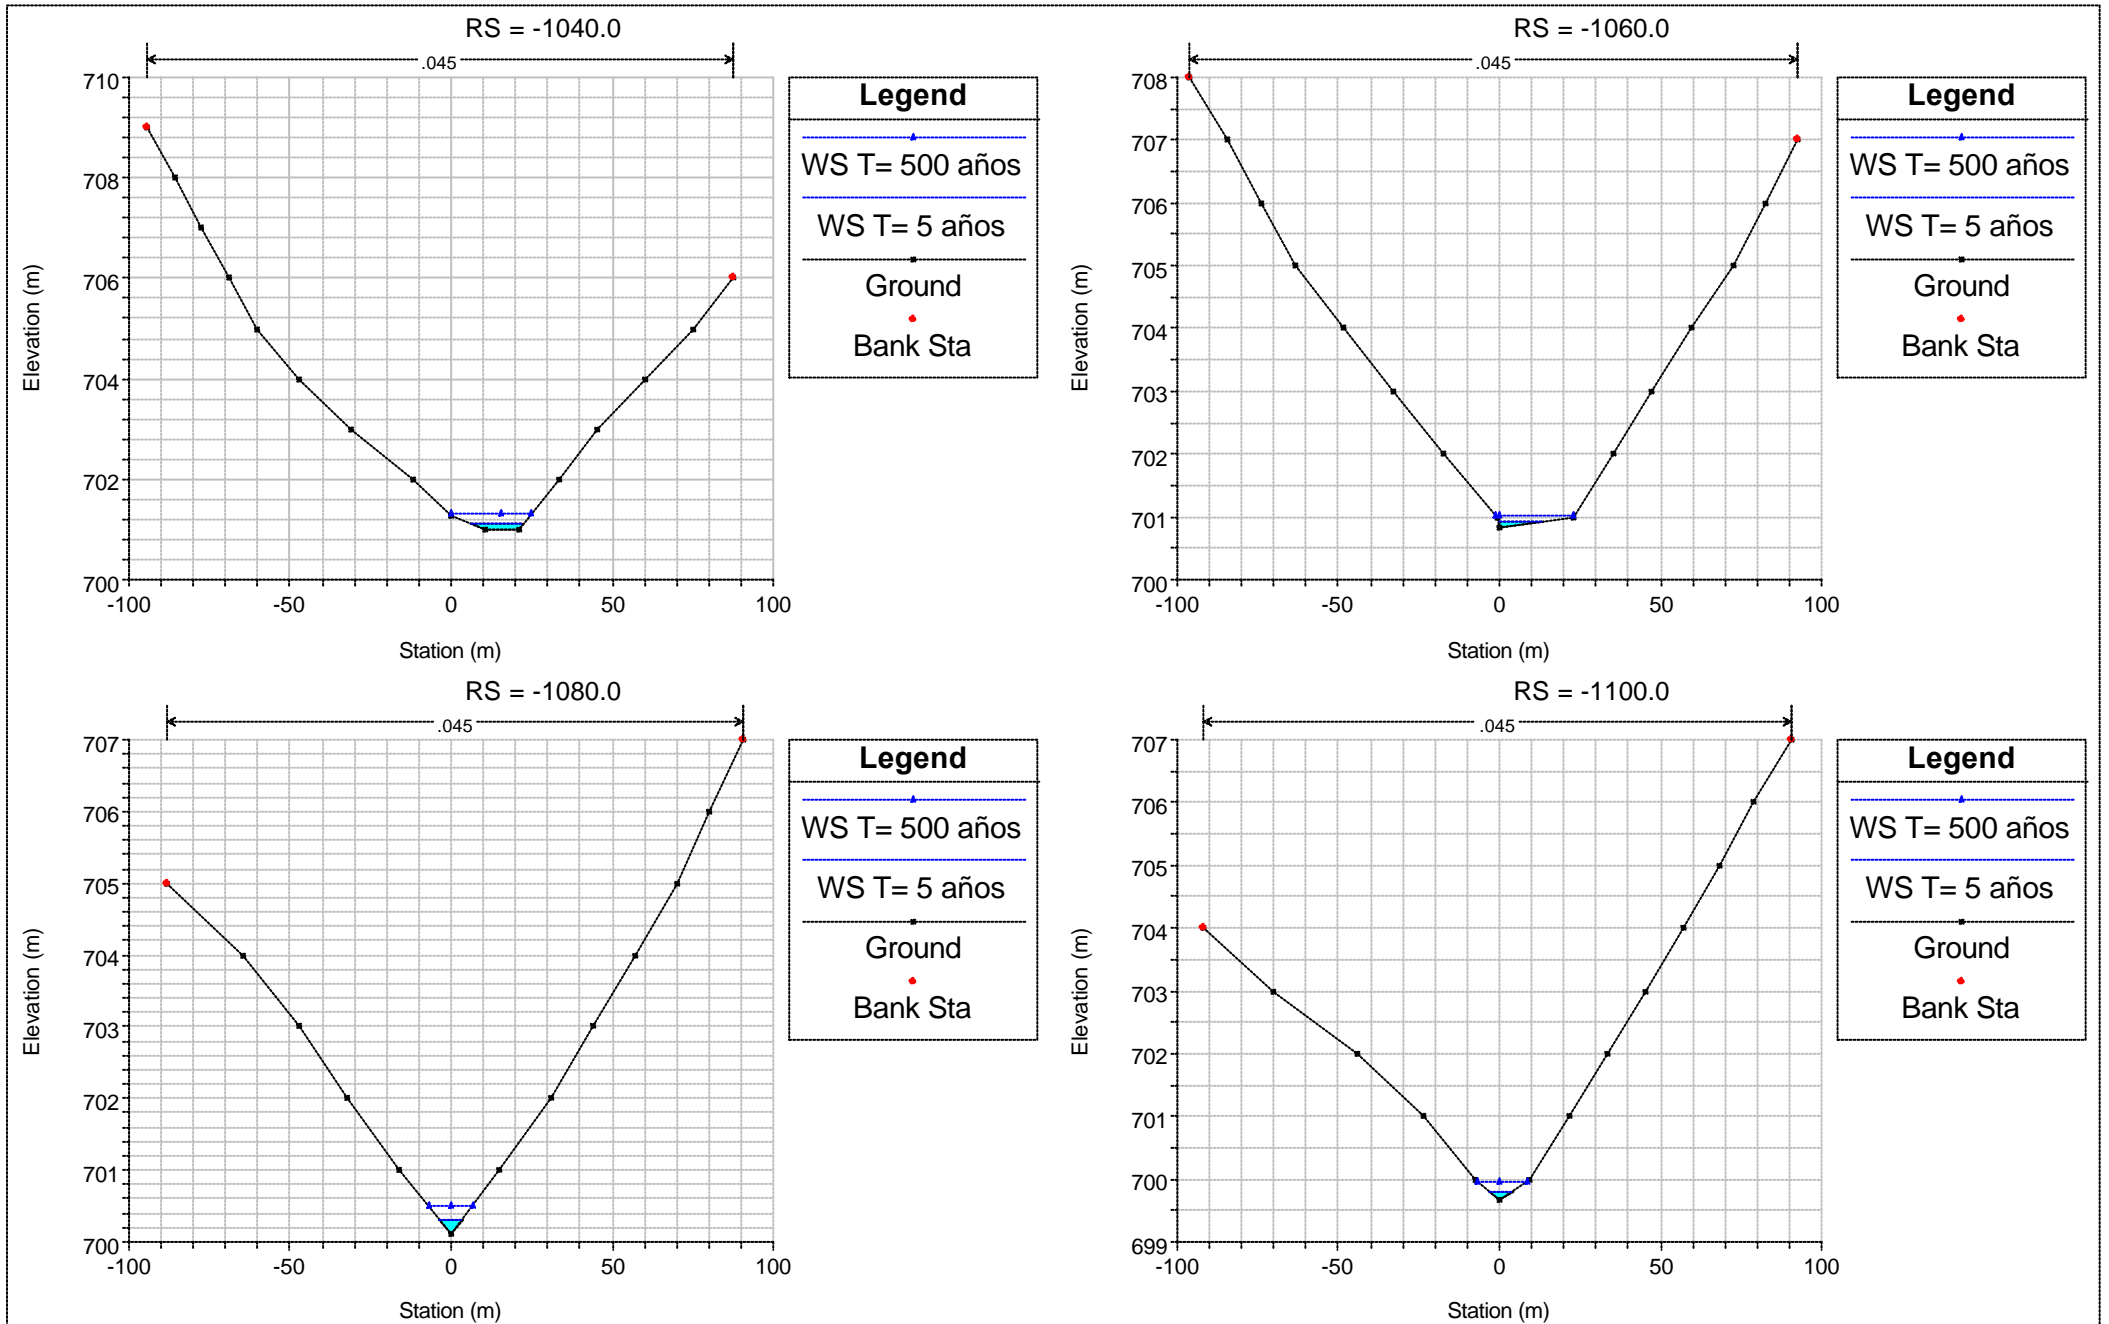 RS = -1040.0
.045
710
708
706
704
702
700
-100
-50
0
50
100
Elevation (m)
Station (m)
Legend
WS T= 500 años
WS T= 5 años
Ground
Bank Sta
RS = -1060.0
.045
708
707
706
705
704
703
702
701
700
-100
-50
0
50
100
Elevation (m)
Station (m)
Legend
WS T= 500 años
WS T= 5 años
Ground
Bank Sta
RS = -1080.0
.045
707
706
705
704
703
702
701
700
-100
-50
0
50
100
Elevation (m)
Station (m)
Legend
WS T= 500 años
WS T= 5 años
Ground
Bank Sta
RS = -1100.0
.045
707
706
705
704
703
702
701
700
699
-100
-50
0
50
100
Elevation (m)
Station (m)
Legend
WS T= 500 años
WS T= 5 años
Ground
Bank Sta